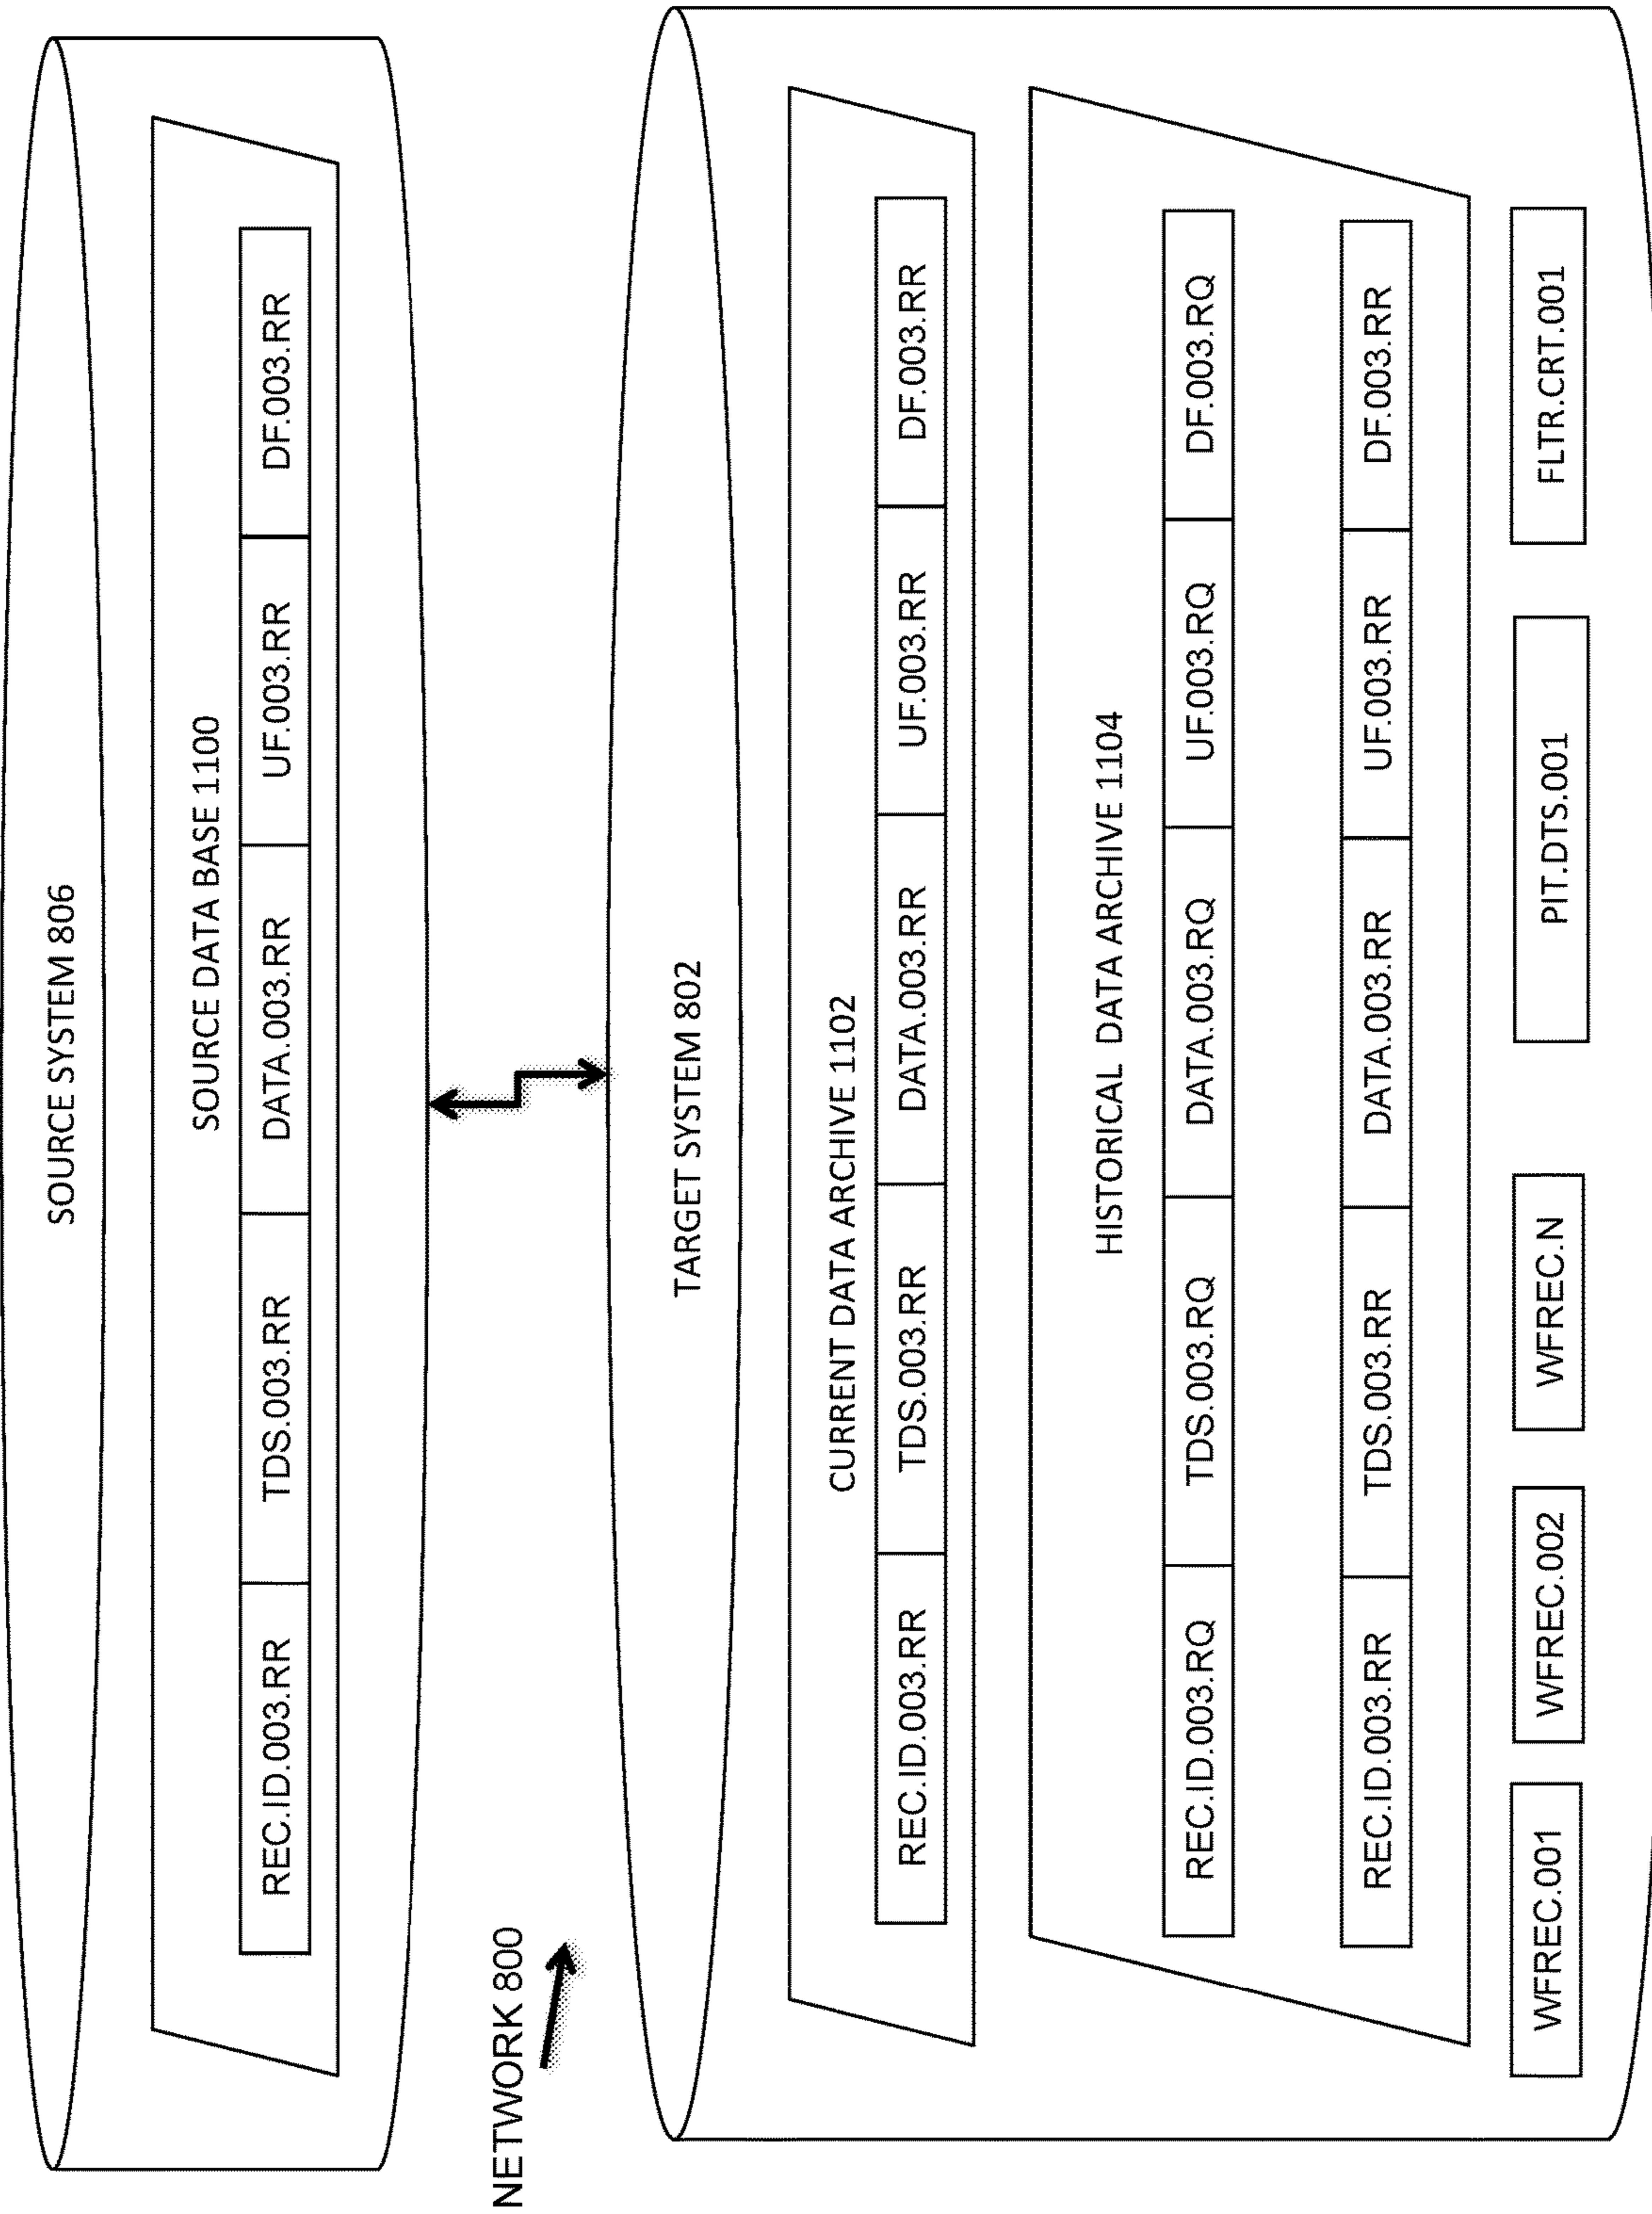 SOURCE SYSTEM 806
SOURCE DATA BASE 1100
REC.ID.003.RR TDS.003.RR DATA.003.RR UF.003.RR DF.003.RR
NETWORK 800
TARGET SYSTEM 802
CURRENT DATA ARCHIVE 1102
REC.ID.003.RR TDS.003.RR DATA.003.RR UF.003.RR DF.003.RR
HISTORICAL DATA ARCHIVE 1104
REC.ID.003.RQ TDS.003.RQ DATA.003.RQ UF.003.RQ DF.003.RQ
REC.ID.003.RR TDS.003.RR DATA.003.RR UF.003.RR DF.003.RR
WFREC.001 WFREC.002 WFREC.N PIT.DTS.001 FLTR.CRT.001